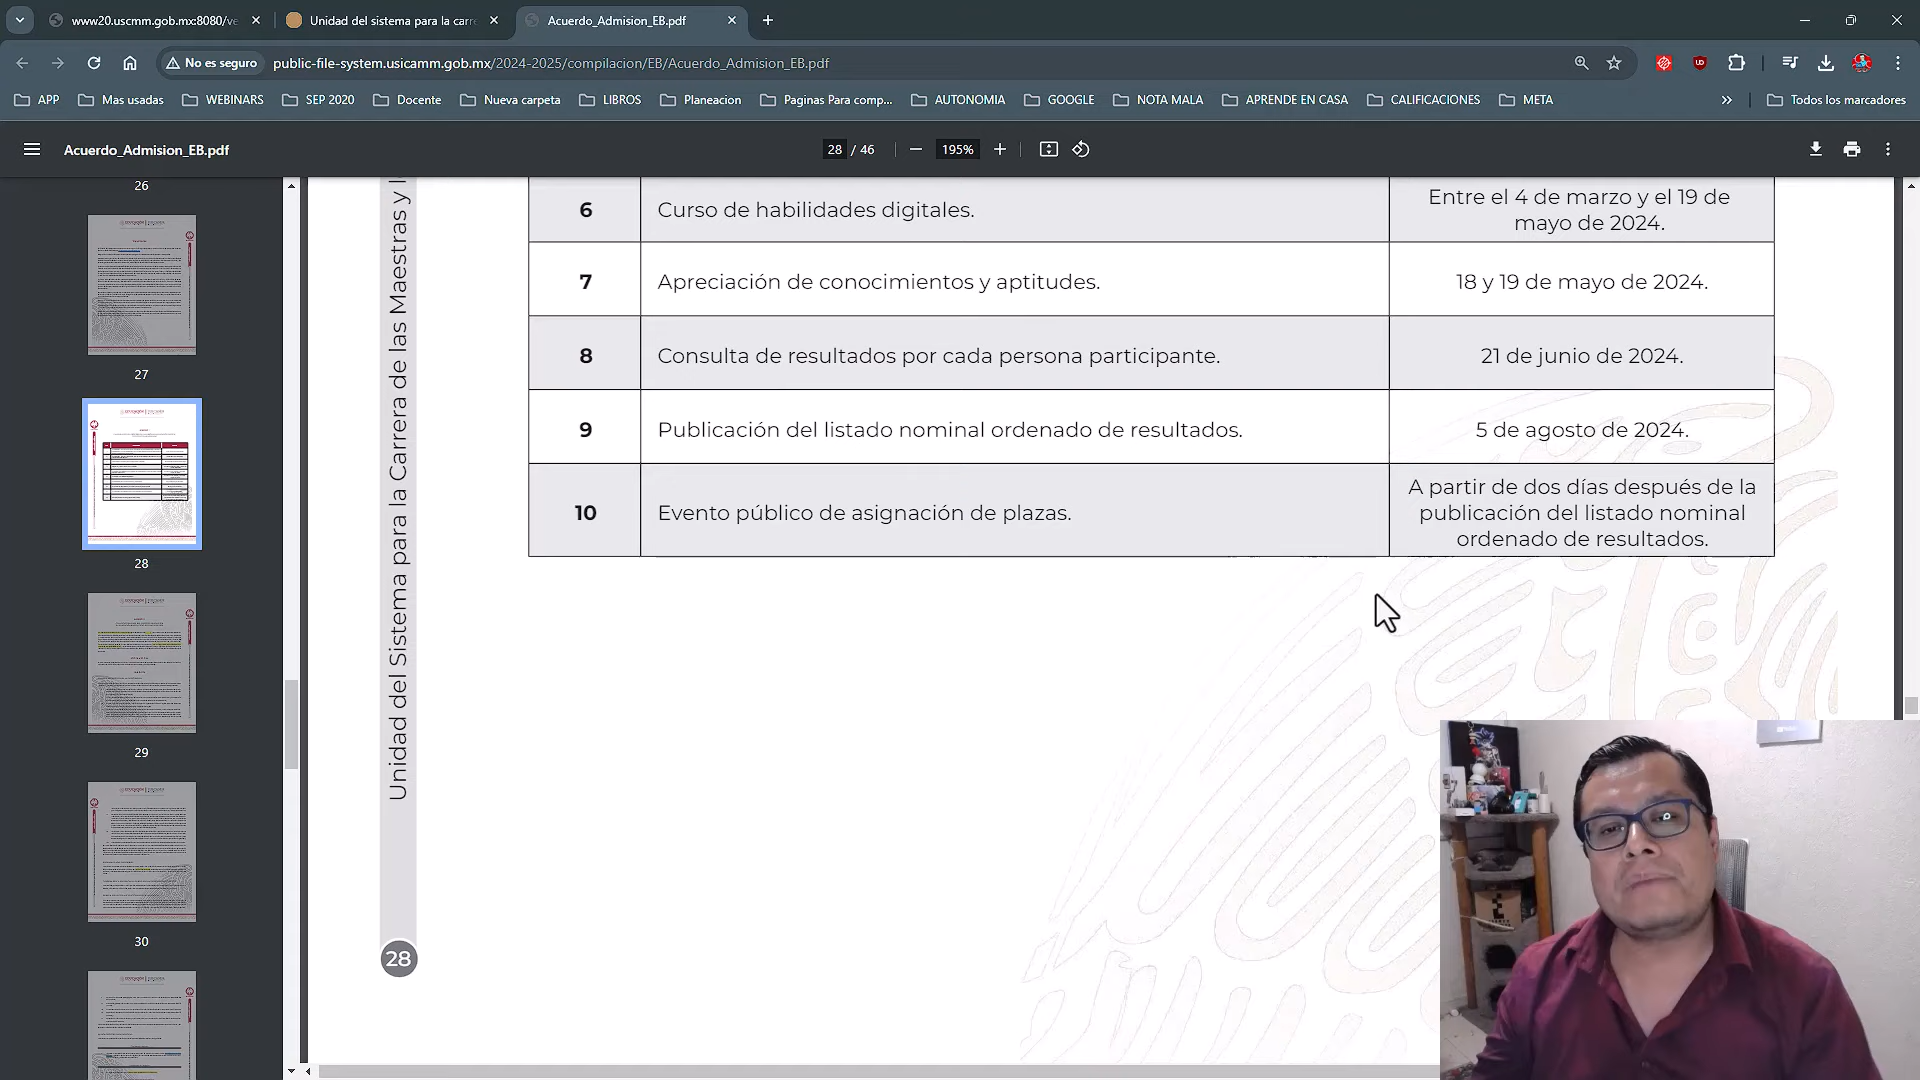 www20.uscmm.gob.mx:8080/ve
Unidad del sistema para la carre
Acuerdo_Admision_EB.pdf
No es seguro
public-file-system.usicamm.gob.mx/2024-2025/compilacion/EB/Acuerdo_Admision_EB.pdf
APP
Mas usadas
WEBINARS
SEP 2020
Docente
Nueva carpeta
LIBROS
Planeacion
Paginas Para comp...
AUTONOMIA
GOOGLE
NOTA MALA
APRENDE EN CASA
CALIFICACIONES
META
Todos los marcadores
Acuerdo_Admision_EB.pdf
28 / 46
195%
26
27
28
29
30
Unidad del Sistema para la Carrera de las Maestras y l
6
Curso de habilidades digitales.
Entre el 4 de marzo y el 19 de
mayo de 2024.
7
Apreciación de conocimientos y aptitudes.
18 y 19 de mayo de 2024.
8
Consulta de resultados por cada persona participante.
21 de junio de 2024.
9
Publicación del listado nominal ordenado de resultados.
5 de agosto de 2024.
10
Evento público de asignación de plazas.
A partir de dos días después de la
publicación del listado nominal
ordenado de resultados.
28